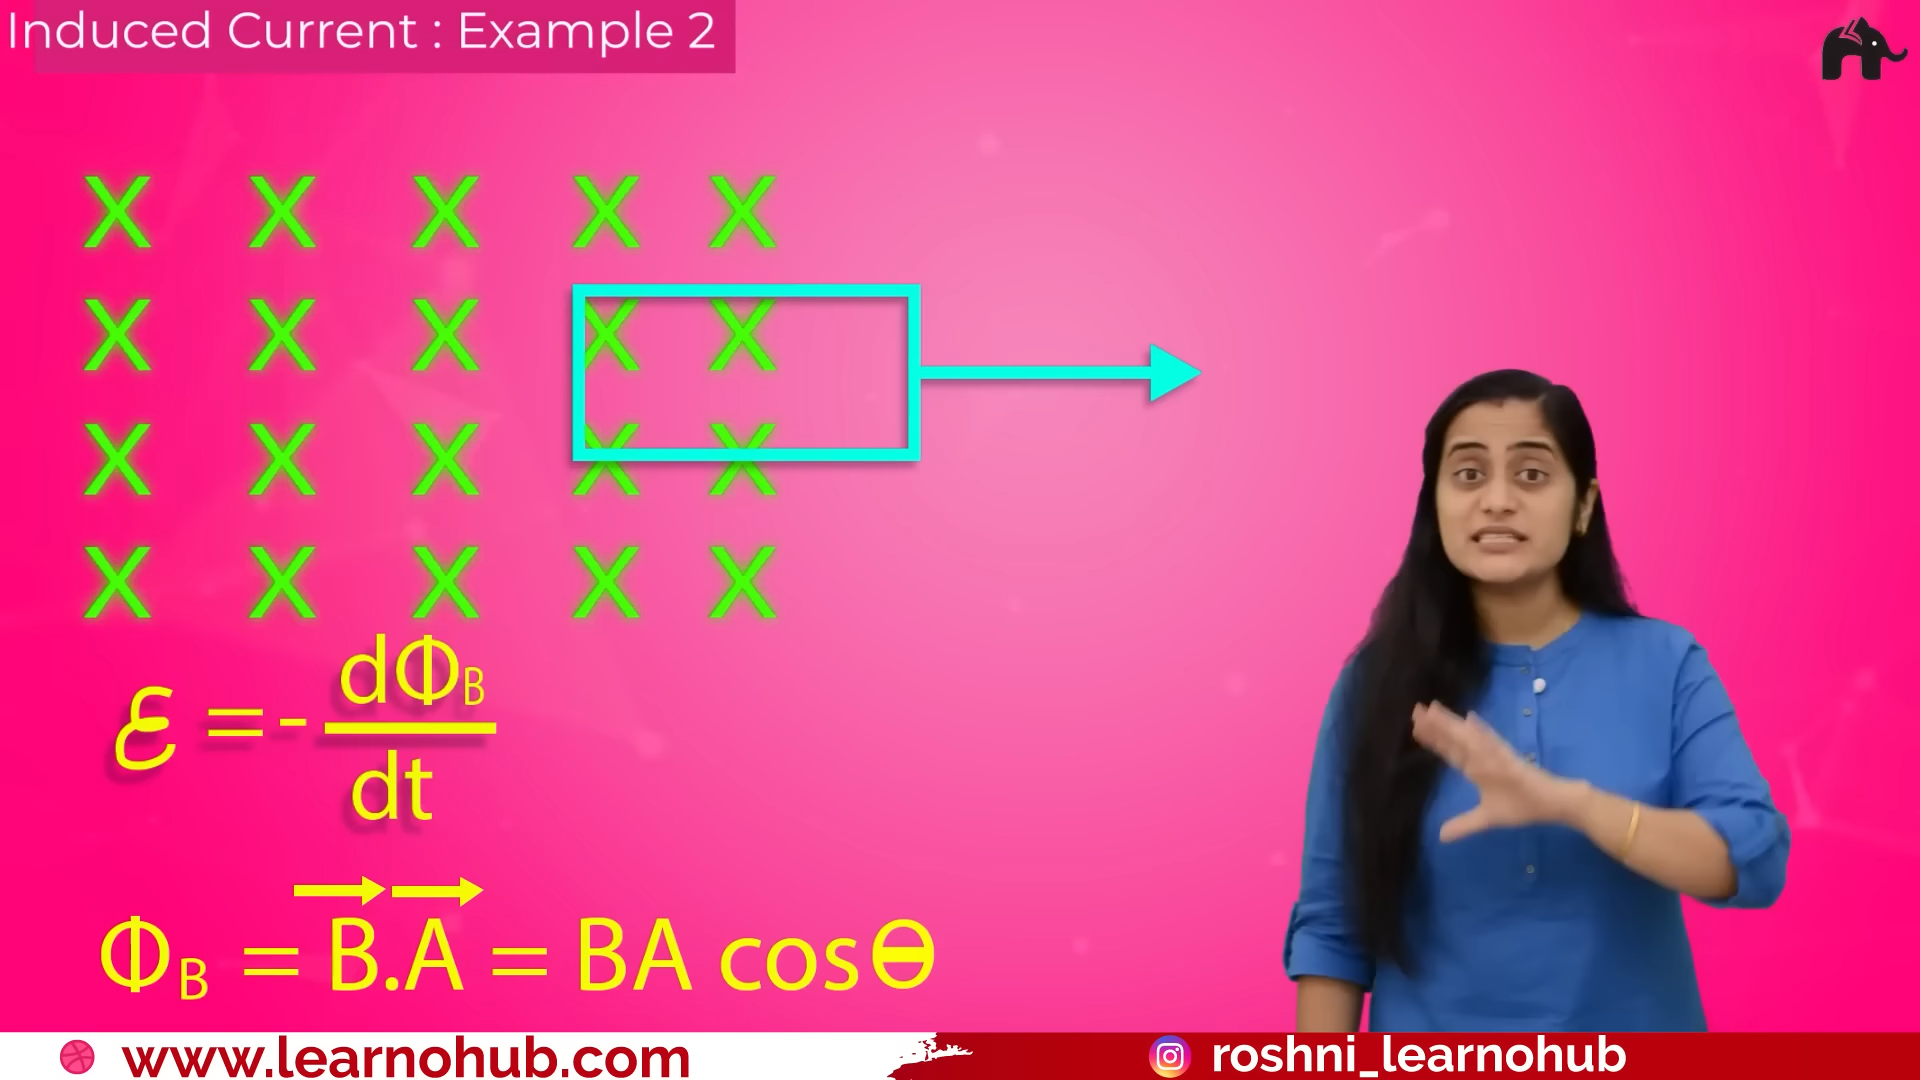 Induced Current : Example 2
X X X X X
X X X X X
X X X X X
X X X X X
ε = - dΦB
dt
ΦB = B.A = BA cosΘ
www.learnohub.com
roshni_learnohub